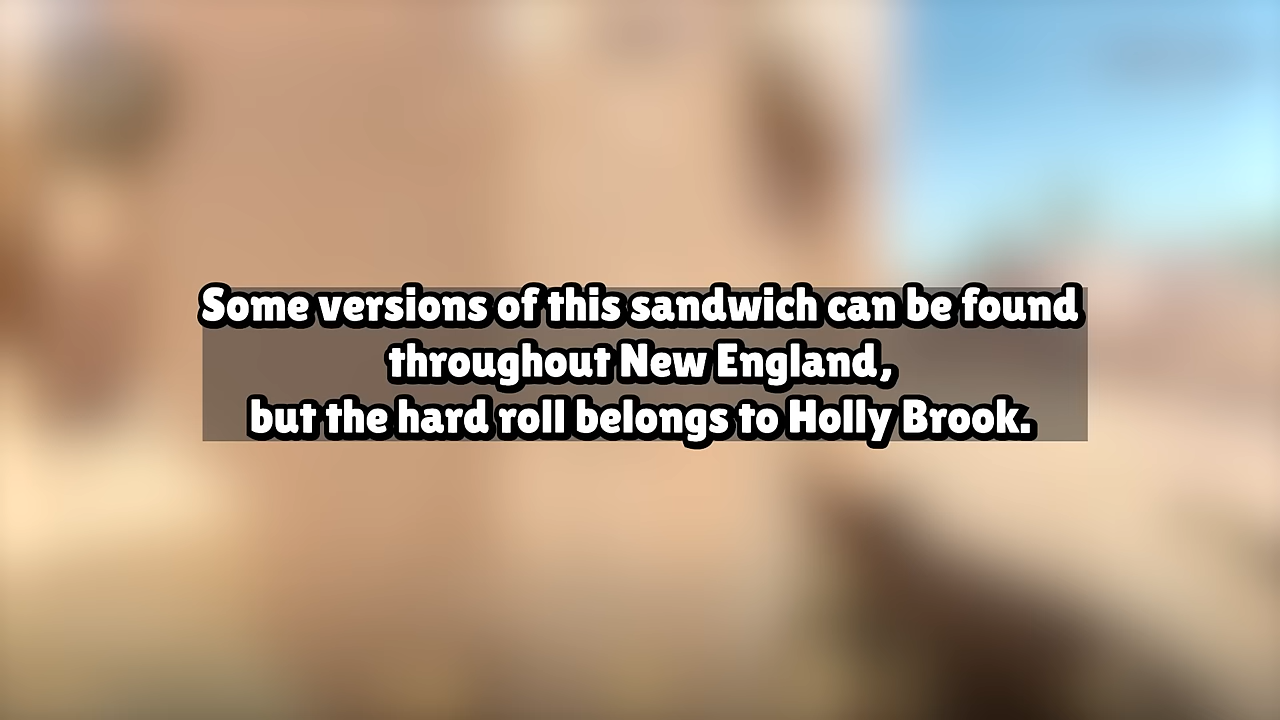 Some versions of this sandwich can be found
throughout New England,
but the hard roll belongs to Holly Brook.